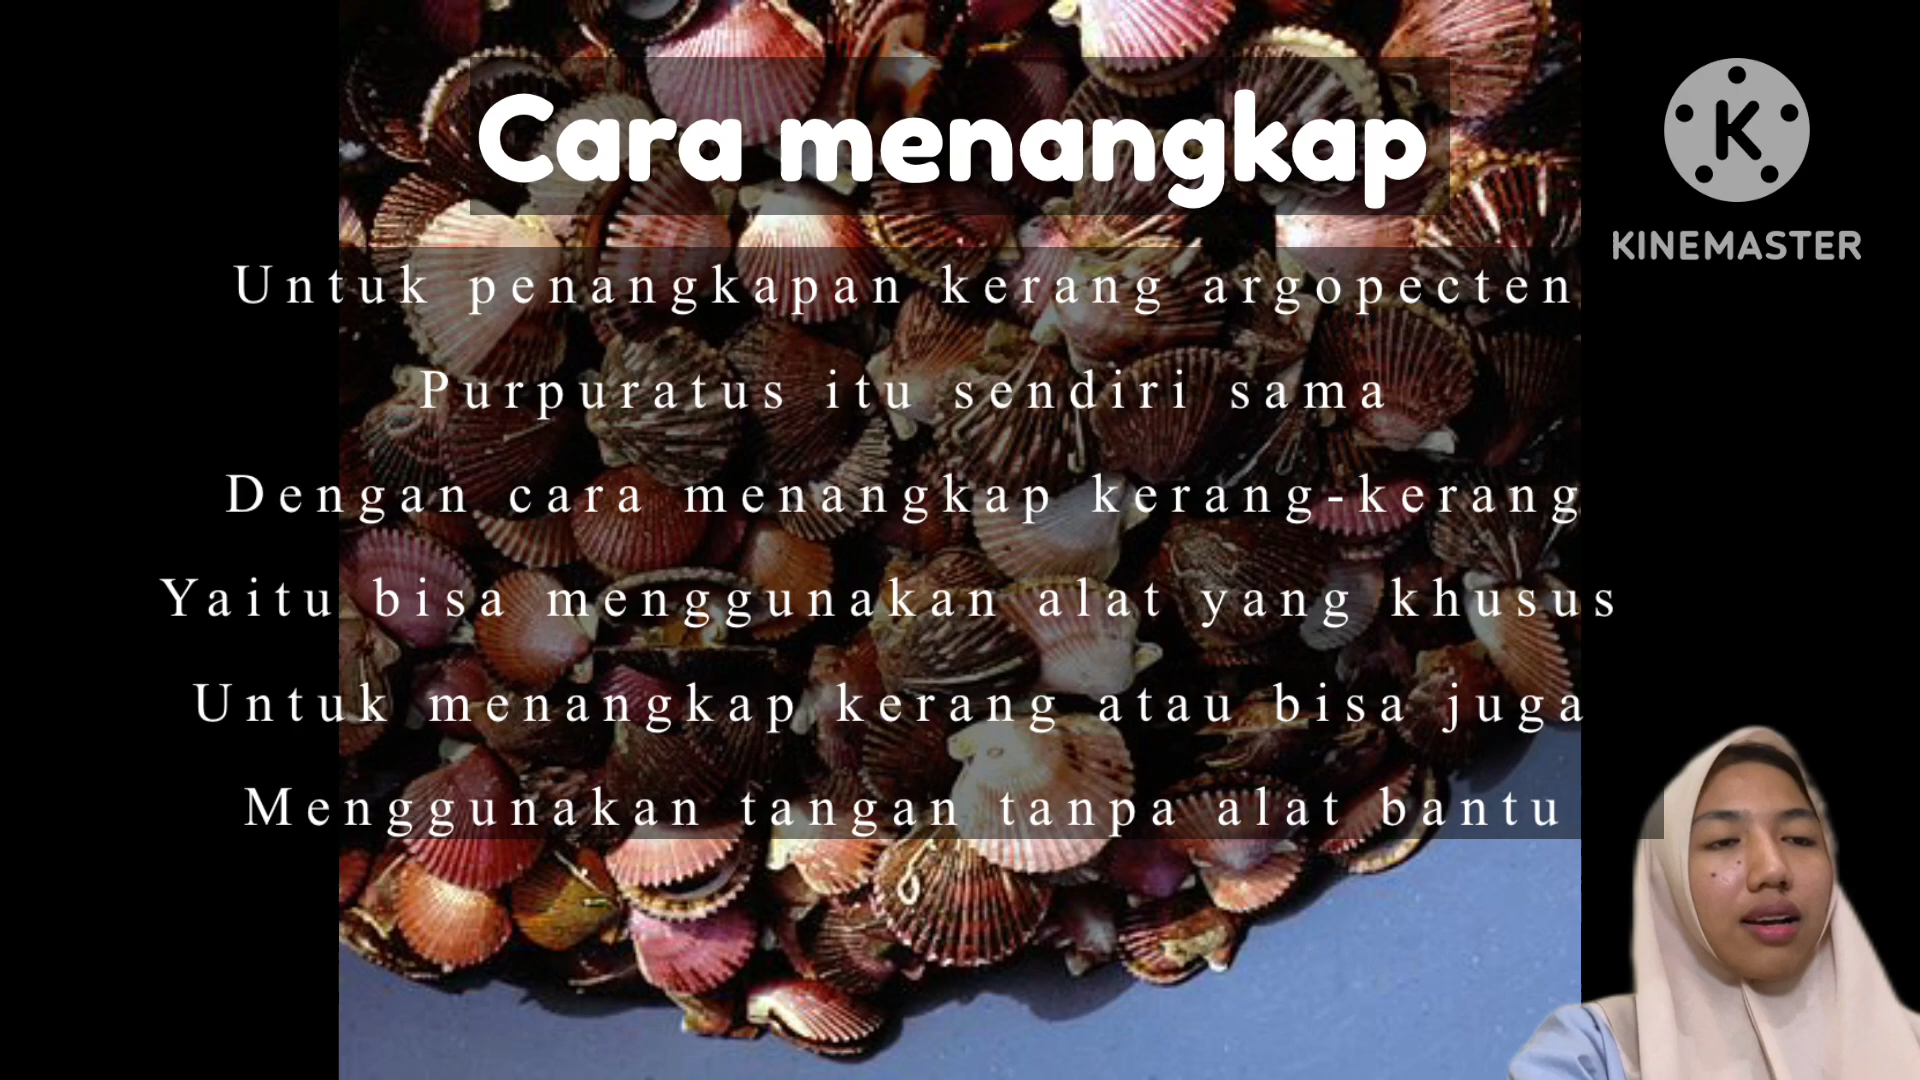 Cara menangkap
KINEMASTER
Untuk penangkapan kerang argopecten
Purpuratus itu sendiri sama
Dengan cara menangkap kerang-kerang
Yaitu bisa menggunakan alat yang khusus
Untuk menangkap kerang atau bisa juga
Menggunakan tangan tanpa alat bantu